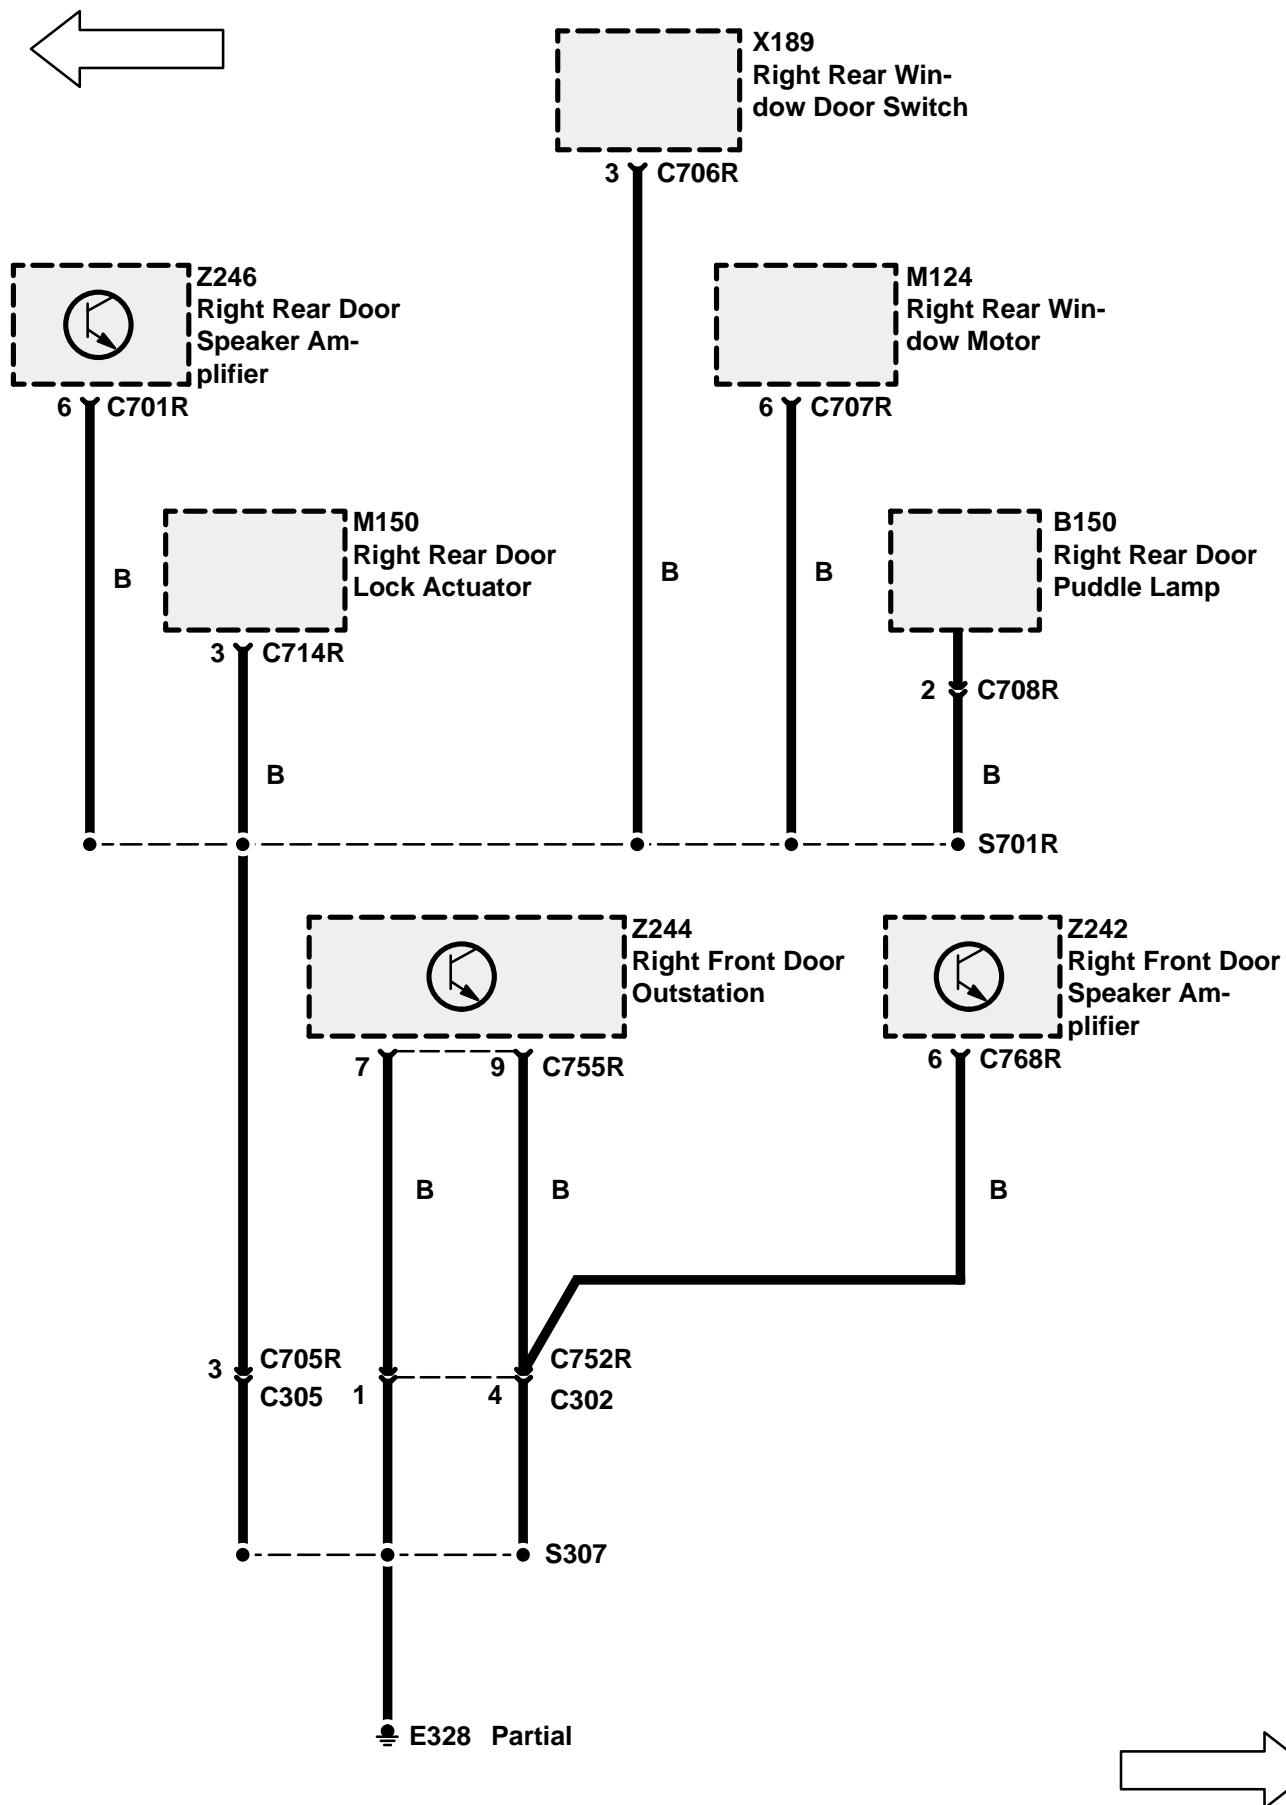 X189
Right Rear Win-
dow Door Switch
3 C706R
Z246
Right Rear Door
Speaker Am-
plifier
6 C701R
M124
Right Rear Win-
dow Motor
6 C707R
M150
Right Rear Door
Lock Actuator
3 C714R
B150
Right Rear Door
Puddle Lamp
2 C708R
B
B
B
B
B
S701R
Z244
Right Front Door
Outstation
7 9 C755R
Z242
Right Front Door
Speaker Am-
plifier
6 C768R
B
B
B
3 C705R
C305
1 4 C752R
C302
S307
E328 Partial